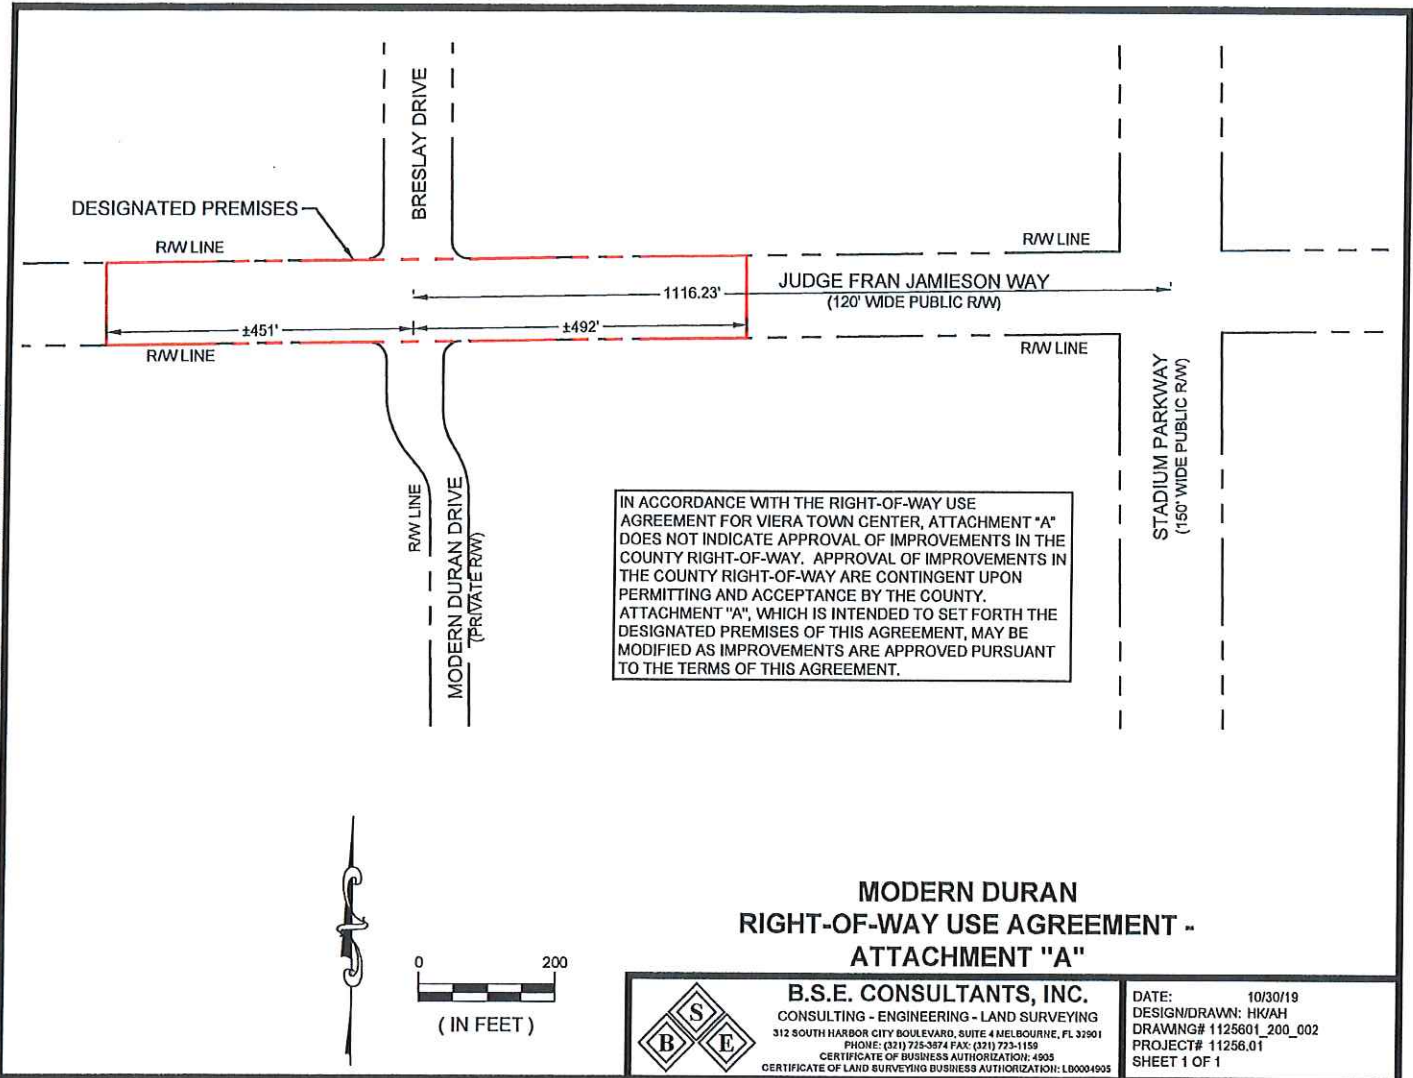 BRESLAY DRIVE
DESIGNATED PREMISES
R/W LINE
R/W LINE
JUDGE FRAN JAMIESON WAY
(120' WIDE PUBLIC R/W)
1116.23'
±451'
±492'
R/W LINE
R/W LINE
STADIUM PARKWAY
(150' WIDE PUBLIC R/W)
R/W LINE
MODERN DURAN DRIVE
(PRIVATE R/W)
IN ACCORDANCE WITH THE RIGHT-OF-WAY USE
AGREEMENT FOR VIERA TOWN CENTER, ATTACHMENT "A"
DOES NOT INDICATE APPROVAL OF IMPROVEMENTS IN THE
COUNTY RIGHT-OF-WAY. APPROVAL OF IMPROVEMENTS IN
THE COUNTY RIGHT-OF-WAY ARE CONTINGENT UPON
PERMITTING AND ACCEPTANCE BY THE COUNTY.
ATTACHMENT "A", WHICH IS INTENDED TO SET FORTH THE
DESIGNATED PREMISES OF THIS AGREEMENT, MAY BE
MODIFIED AS IMPROVEMENTS ARE APPROVED PURSUANT
TO THE TERMS OF THIS AGREEMENT.
0 200
( IN FEET )
MODERN DURAN
RIGHT-OF-WAY USE AGREEMENT -
ATTACHMENT "A"
B S E
B.S.E. CONSULTANTS, INC.
CONSULTING - ENGINEERING - LAND SURVEYING
312 SOUTH HARBOR CITY BOULEVARD, SUITE 4 MELBOURNE, FL 32901
PHONE: (321) 725-3674 FAX: (321) 723-1159
CERTIFICATE OF BUSINESS AUTHORIZATION: 4905
CERTIFICATE OF LAND SURVEYING BUSINESS AUTHORIZATION: LB0004905
DATE: 10/30/19
DESIGN/DRAWN: HK/AH
DRAWING# 1125601_200_002
PROJECT# 11256.01
SHEET 1 OF 1